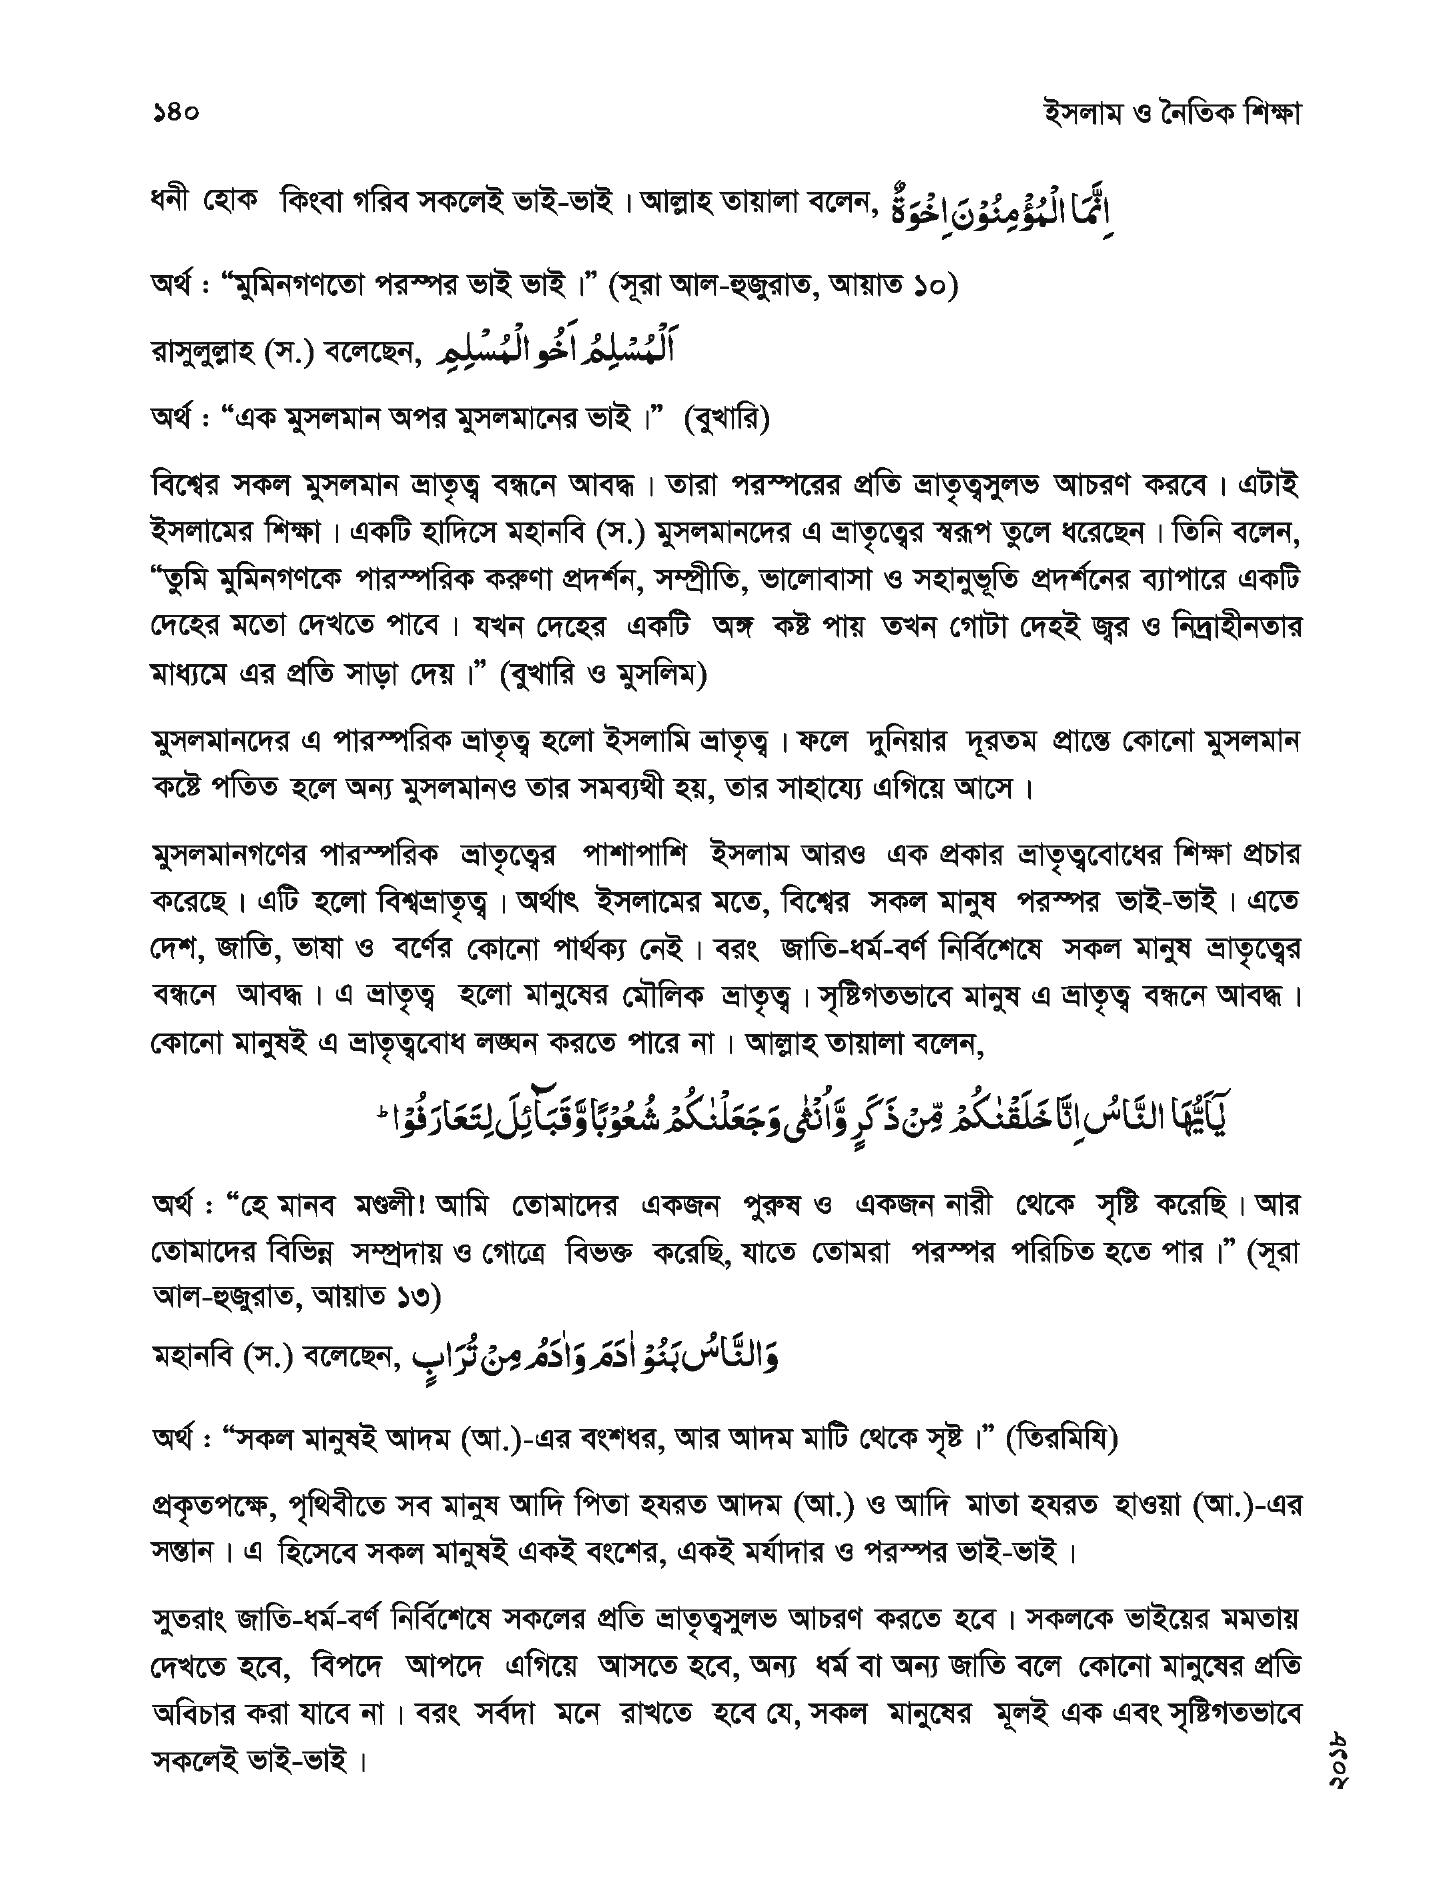 ১৪০ ইসলাম ও নৈতিক শিক্ষা
ধনী হোক কিংবা গরিব সকলেই ভাই-ভাই। আল্লাহ তায়ালা বলেন, اِنَّمَا الْمُؤْمِنُوْنَ اِخْوَةٌ
অর্থ : “মুমিনগণতো পরস্পর ভাই ভাই।” (সূরা আল-হুজুরাত, আয়াত ১০)
রাসুলুল্লাহ (স.) বলেছেন, اَلْمُسْلِمُ اَخُو الْمُسْلِمِ
অর্থ : “এক মুসলমান অপর মুসলমানের ভাই।” (বুখারি)
বিশ্বের সকল মুসলমান ভ্রাতৃত্ব বন্ধনে আবদ্ধ। তারা পরস্পরের প্রতি ভ্রাতৃত্বসুলভ আচরণ করবে। এটাই
ইসলামের শিক্ষা। একটি হাদিসে মহানবি (স.) মুসলমানদের এ ভ্রাতৃত্বের স্বরূপ তুলে ধরেছেন। তিনি বলেন,
“তুমি মুমিনগণকে পারস্পরিক করুণা প্রদর্শন, সম্প্রীতি, ভালোবাসা ও সহানুভূতি প্রদর্শনের ব্যাপারে একটি
দেহের মতো দেখতে পাবে। যখন দেহের একটি অঙ্গ কষ্ট পায় তখন গোটা দেহই জ্বর ও নিদ্রাহীনতার
মাধ্যমে এর প্রতি সাড়া দেয়।” (বুখারি ও মুসলিম)
মুসলমানদের এ পারস্পরিক ভ্রাতৃত্ব হলো ইসলামি ভ্রাতৃত্ব। ফলে দুনিয়ার দূরতম প্রান্তে কোনো মুসলমান
কষ্টে পতিত হলে অন্য মুসলমানও তার সমব্যথী হয়, তার সাহায্যে এগিয়ে আসে।
মুসলমানগণের পারস্পরিক ভ্রাতৃত্বের পাশাপাশি ইসলাম আরও এক প্রকার ভ্রাতৃত্ববোধের শিক্ষা প্রচার
করেছে। এটি হলো বিশ্বভ্রাতৃত্ব। অর্থাৎ ইসলামের মতে, বিশ্বের সকল মানুষ পরস্পর ভাই-ভাই। এতে
দেশ, জাতি, ভাষা ও বর্ণের কোনো পার্থক্য নেই। বরং জাতি-ধর্ম-বর্ণ নির্বিশেষে সকল মানুষ ভ্রাতৃত্বের
বন্ধনে আবদ্ধ। এ ভ্রাতৃত্ব হলো মানুষের মৌলিক ভ্রাতৃত্ব। সৃষ্টিগতভাবে মানুষ এ ভ্রাতৃত্ব বন্ধনে আবদ্ধ।
কোনো মানুষই এ ভ্রাতৃত্ববোধ লঙ্ঘন করতে পারে না। আল্লাহ তায়ালা বলেন,
يٰٓاَيُّهَا النَّاسُ اِنَّا خَلَقْنٰكُمْ مِّنْ ذَكَرٍ وَّاُنْثٰى وَجَعَلْنٰكُمْ شُعُوْبًا وَّقَبَآئِلَ لِتَعَارَفُوْا ؕ
অর্থ : “হে মানব মণ্ডলী! আমি তোমাদের একজন পুরুষ ও একজন নারী থেকে সৃষ্টি করেছি। আর
তোমাদের বিভিন্ন সম্প্রদায় ও গোত্রে বিভক্ত করেছি, যাতে তোমরা পরস্পর পরিচিত হতে পার।” (সূরা
আল-হুজুরাত, আয়াত ১৩)
মহানবি (স.) বলেছেন, وَالنَّاسُ بَنُوْ اٰدَمَ وَاٰدَمُ مِنْ تُرَابٍ
অর্থ : “সকল মানুষই আদম (আ.)-এর বংশধর, আর আদম মাটি থেকে সৃষ্ট।” (তিরমিযি)
প্রকৃতপক্ষে, পৃথিবীতে সব মানুষ আদি পিতা হযরত আদম (আ.) ও আদি মাতা হযরত হাওয়া (আ.)-এর
সন্তান। এ হিসেবে সকল মানুষই একই বংশের, একই মর্যাদার ও পরস্পর ভাই-ভাই।
সুতরাং জাতি-ধর্ম-বর্ণ নির্বিশেষে সকলের প্রতি ভ্রাতৃত্বসুলভ আচরণ করতে হবে। সকলকে ভাইয়ের মমতায়
দেখতে হবে, বিপদে আপদে এগিয়ে আসতে হবে, অন্য ধর্ম বা অন্য জাতি বলে কোনো মানুষের প্রতি
অবিচার করা যাবে না। বরং সর্বদা মনে রাখতে হবে যে, সকল মানুষের মূলই এক এবং সৃষ্টিগতভাবে
সকলেই ভাই-ভাই।
২০১৮